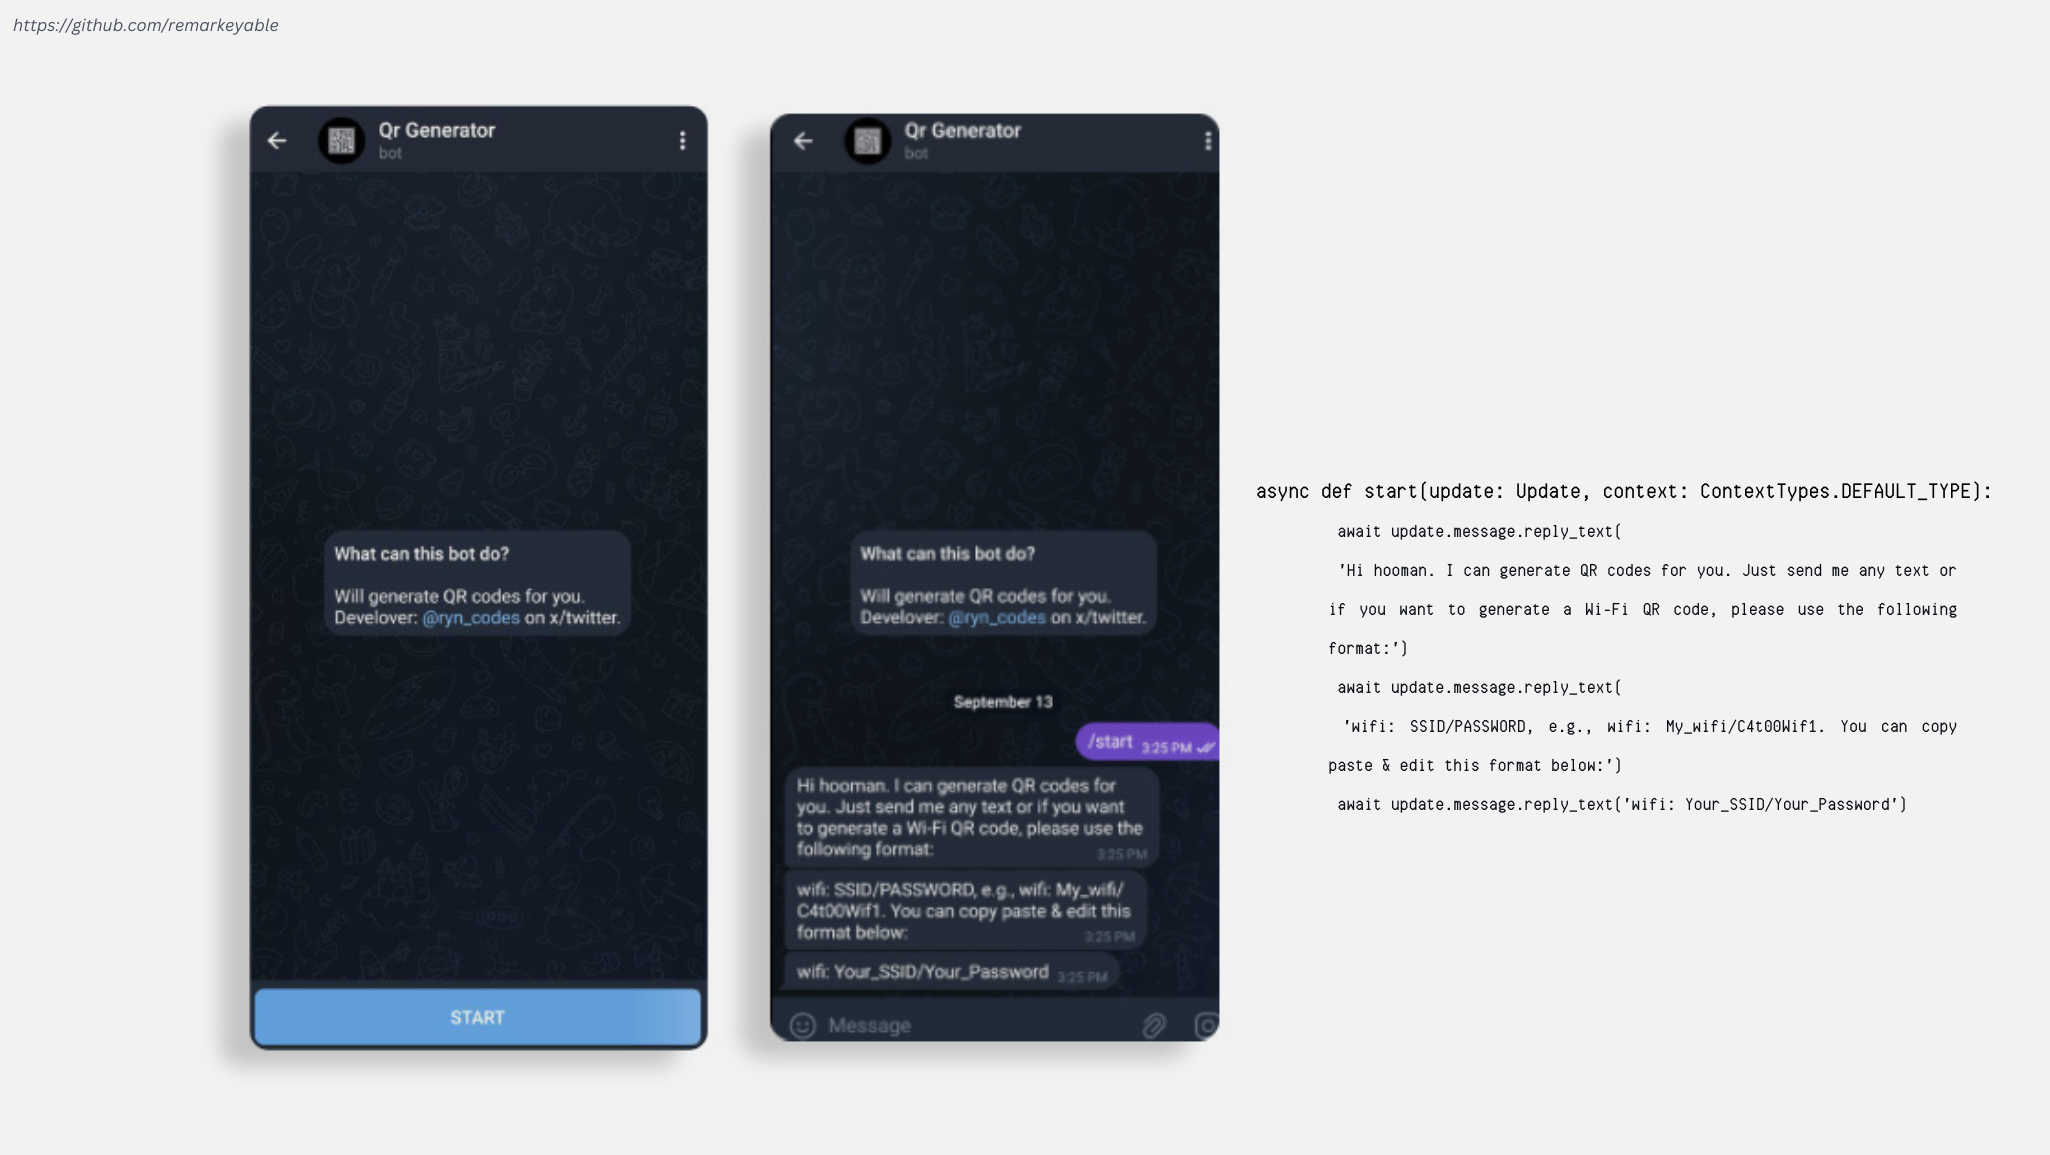 https://github.com/remarkeyable
Qr Generator
bot
What can this bot do?
Will generate QR codes for you.
Develover: @ryn_codes on x/twitter.
START
Qr Generator
bot
What can this bot do?
Will generate QR codes for you.
Develover: @ryn_codes on x/twitter.
September 13
/start 3:25 PM
Hi hooman. I can generate QR codes for
you. Just send me any text or if you want
to generate a Wi-Fi QR code, please use the
following format:
3:25 PM
wifi: SSID/PASSWORD, e.g., wifi: My_wifi/
C4t00Wif1. You can copy paste & edit this
format below:
3:25 PM
wifi: Your_SSID/Your_Password 3:25 PM
Message
async def start(update: Update, context: ContextTypes.DEFAULT_TYPE):
await update.message.reply_text(
'Hi hooman. I can generate QR codes for you. Just send me any text or
if you want to generate a Wi-Fi QR code, please use the following
format:')
await update.message.reply_text(
'wifi: SSID/PASSWORD, e.g., wifi: My_wifi/C4t00Wif1. You can copy
paste & edit this format below:')
await update.message.reply_text('wifi: Your_SSID/Your_Password')